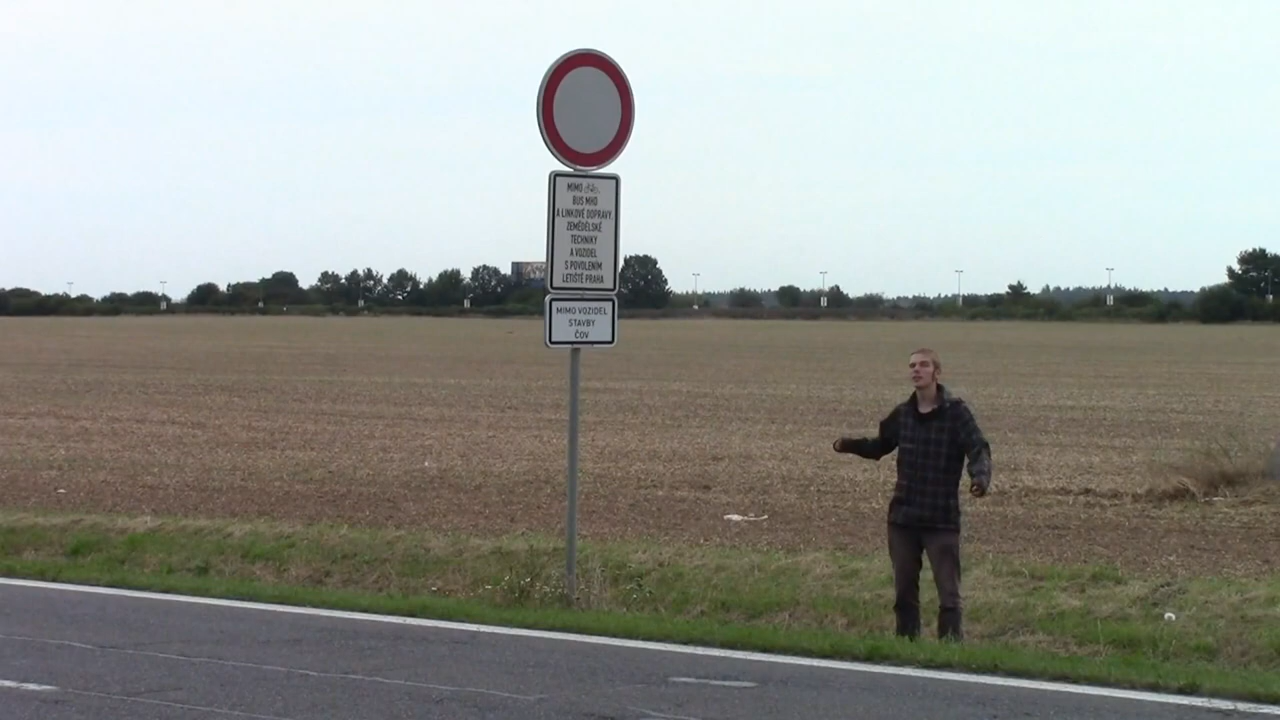 MIMO
BUS MHD
A LINKOVÉ DOPRAVY,
ZEMĚDĚLSKÉ
TECHNIKY
A VOZIDEL
S POVOLENÍM
LETIŠTĚ PRAHA
MIMO VOZIDEL
STAVBY
ČOV